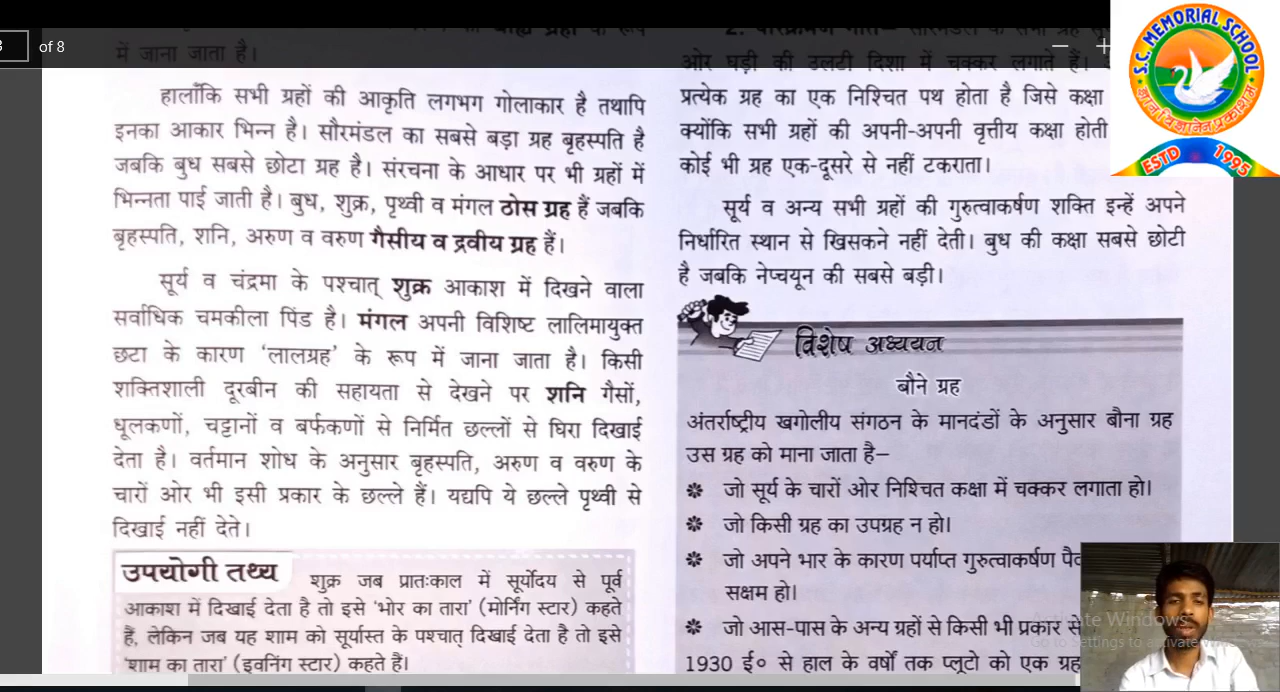 of 8
में जाना जाता है।
हालाँकि सभी ग्रहों की आकृति लगभग गोलाकार है तथापि
इनका आकार भिन्न है। सौरमंडल का सबसे बड़ा ग्रह बृहस्पति है
जबकि बुध सबसे छोटा ग्रह है। संरचना के आधार पर भी ग्रहों में
भिन्नता पाई जाती है। बुध, शुक्र, पृथ्वी व मंगल ठोस ग्रह हैं जबकि
बृहस्पति, शनि, अरुण व वरुण गैसीय व द्रवीय ग्रह हैं।
सूर्य व चंद्रमा के पश्चात् शुक्र आकाश में दिखने वाला
सर्वाधिक चमकीला पिंड है। मंगल अपनी विशिष्ट लालिमायुक्त
छटा के कारण ‘लालग्रह’ के रूप में जाना जाता है। किसी
शक्तिशाली दूरबीन की सहायता से देखने पर शनि गैसों,
धूलकणों, चट्टानों व बर्फकणों से निर्मित छल्लों से घिरा दिखाई
देता है। वर्तमान शोध के अनुसार बृहस्पति, अरुण व वरुण के
चारों ओर भी इसी प्रकार के छल्ले हैं। यद्यपि ये छल्ले पृथ्वी से
दिखाई नहीं देते।
उपयोगी तथ्य
शुक्र जब प्रातःकाल में सूर्योदय से पूर्व
आकाश में दिखाई देता है तो इसे ‘भोर का तारा’ (मोर्निंग स्टार) कहते
हैं, लेकिन जब यह शाम को सूर्यास्त के पश्चात् दिखाई देता है तो इसे
‘शाम का तारा’ (इवनिंग स्टार) कहते हैं।
ओर घड़ी की उलटी दिशा में चक्कर लगाते हैं।
प्रत्येक ग्रह का एक निश्चित पथ होता है जिसे कक्षा
क्योंकि सभी ग्रहों की अपनी-अपनी वृत्तीय कक्षा होती
कोई भी ग्रह एक-दूसरे से नहीं टकराता।
सूर्य व अन्य सभी ग्रहों की गुरुत्वाकर्षण शक्ति इन्हें अपने
निर्धारित स्थान से खिसकने नहीं देती। बुध की कक्षा सबसे छोटी
है जबकि नेप्चयून की सबसे बड़ी।
विशेष अध्ययन
बौने ग्रह
अंतर्राष्ट्रीय खगोलीय संगठन के मानदंडों के अनुसार बौना ग्रह
उस ग्रह को माना जाता है–
जो सूर्य के चारों ओर निश्चित कक्षा में चक्कर लगाता हो।
जो किसी ग्रह का उपग्रह न हो।
जो अपने भार के कारण पर्याप्त गुरुत्वाकर्षण
सक्षम हो।
जो आस-पास के अन्य ग्रहों से किसी भी प्रकार से
1930 ई० से हाल के वर्षों तक प्लूटो को एक ग्रह
S.C. MEMORIAL SCHOOL
ESTD 1995
Activate Windows
Go to Settings to activate